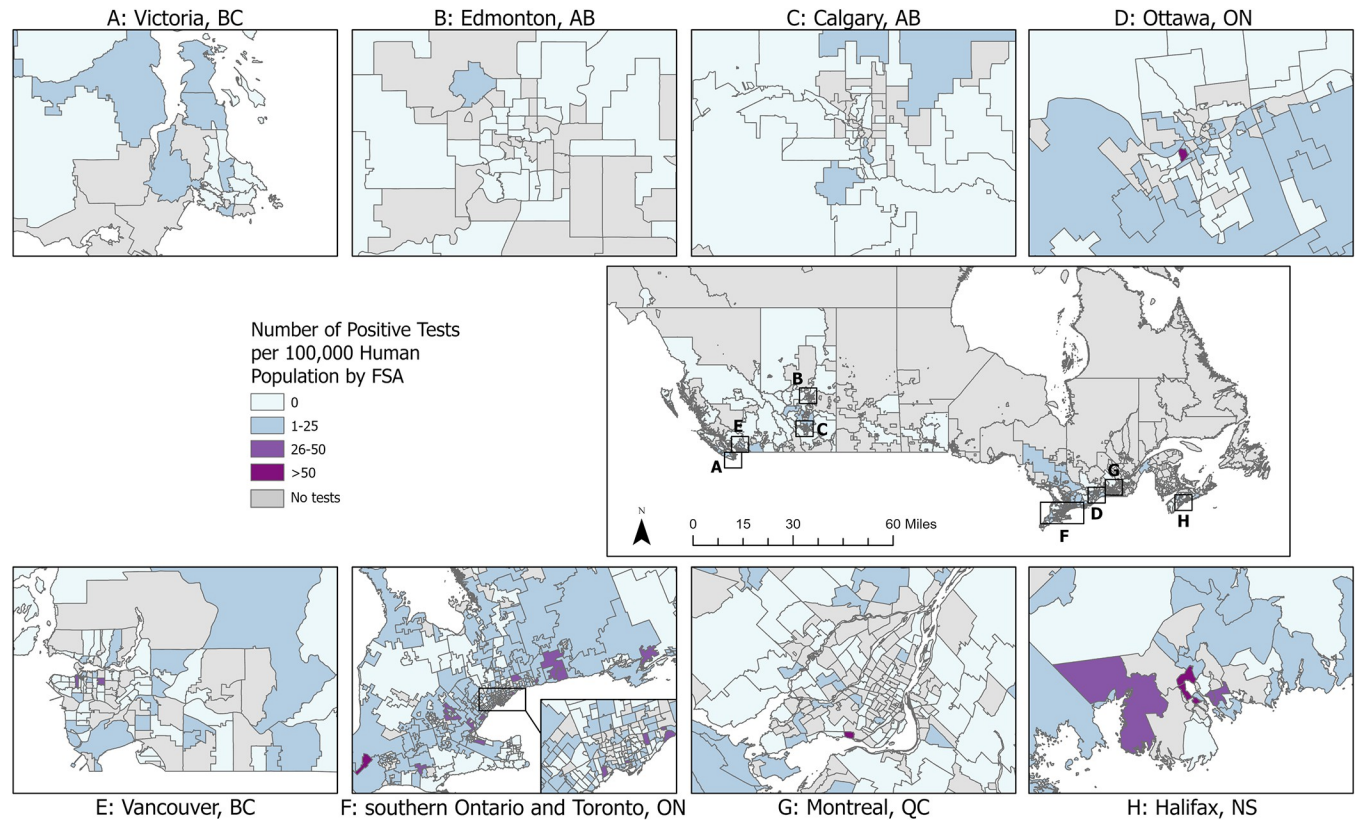 A: Victoria, BC
B: Edmonton, AB
C: Calgary, AB
D: Ottawa, ON
Number of Positive Tests
per 100,000 Human
Population by FSA
0
1-25
26-50
>50
No tests
B
E
C
A
G
D
H
F
N
0 15 30 60 Miles
E: Vancouver, BC
F: southern Ontario and Toronto, ON
G: Montreal, QC
H: Halifax, NS